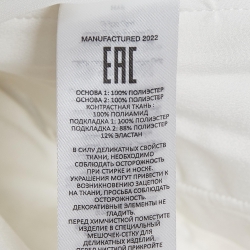 MANUFACTURED 2022
EAC
ОСНОВА 1: 100% ПОЛИЭСТЕР
ОСНОВА 2: 100% ПОЛИЭСТЕР
КОНТРАСТНАЯ ТКАНЬ :
100% ПОЛИАМИД
ПОДКЛАДКА 1: 100% ПОЛИЭСТЕР
ПОДКЛАДКА 2: 88% ПОЛИЭСТЕР
12% ЭЛАСТАН
В СИЛУ ДЕЛИКАТНЫХ СВОЙСТВ
ТКАНИ, НЕОБХОДИМО
СОБЛЮДАТЬ ОСТОРОЖНОСТЬ
ПРИ СТИРКЕ И НОСКЕ.
УКРАШЕНИЯ МОГУТ ПРИВЕСТИ К
ВОЗНИКНОВЕНИЮ ЗАЦЕПОК
НА ТКАНИ, ПРОСЬБА СОБЛЮДАТЬ
ОСТОРОЖНОСТЬ.
ДЕКОРАТИВНЫЕ ЭЛЕМЕНТЫ НЕ
ГЛАДИТЬ.
ПЕРЕД ХИМЧИСТКОЙ ПОМЕСТИТЕ
ИЗДЕЛИЕ В СПЕЦИАЛЬНЫЙ
МЕШОЧЕК-СЕТКУ ДЛЯ
ДЕЛИКАТНЫХ ИЗДЕЛИЙ.